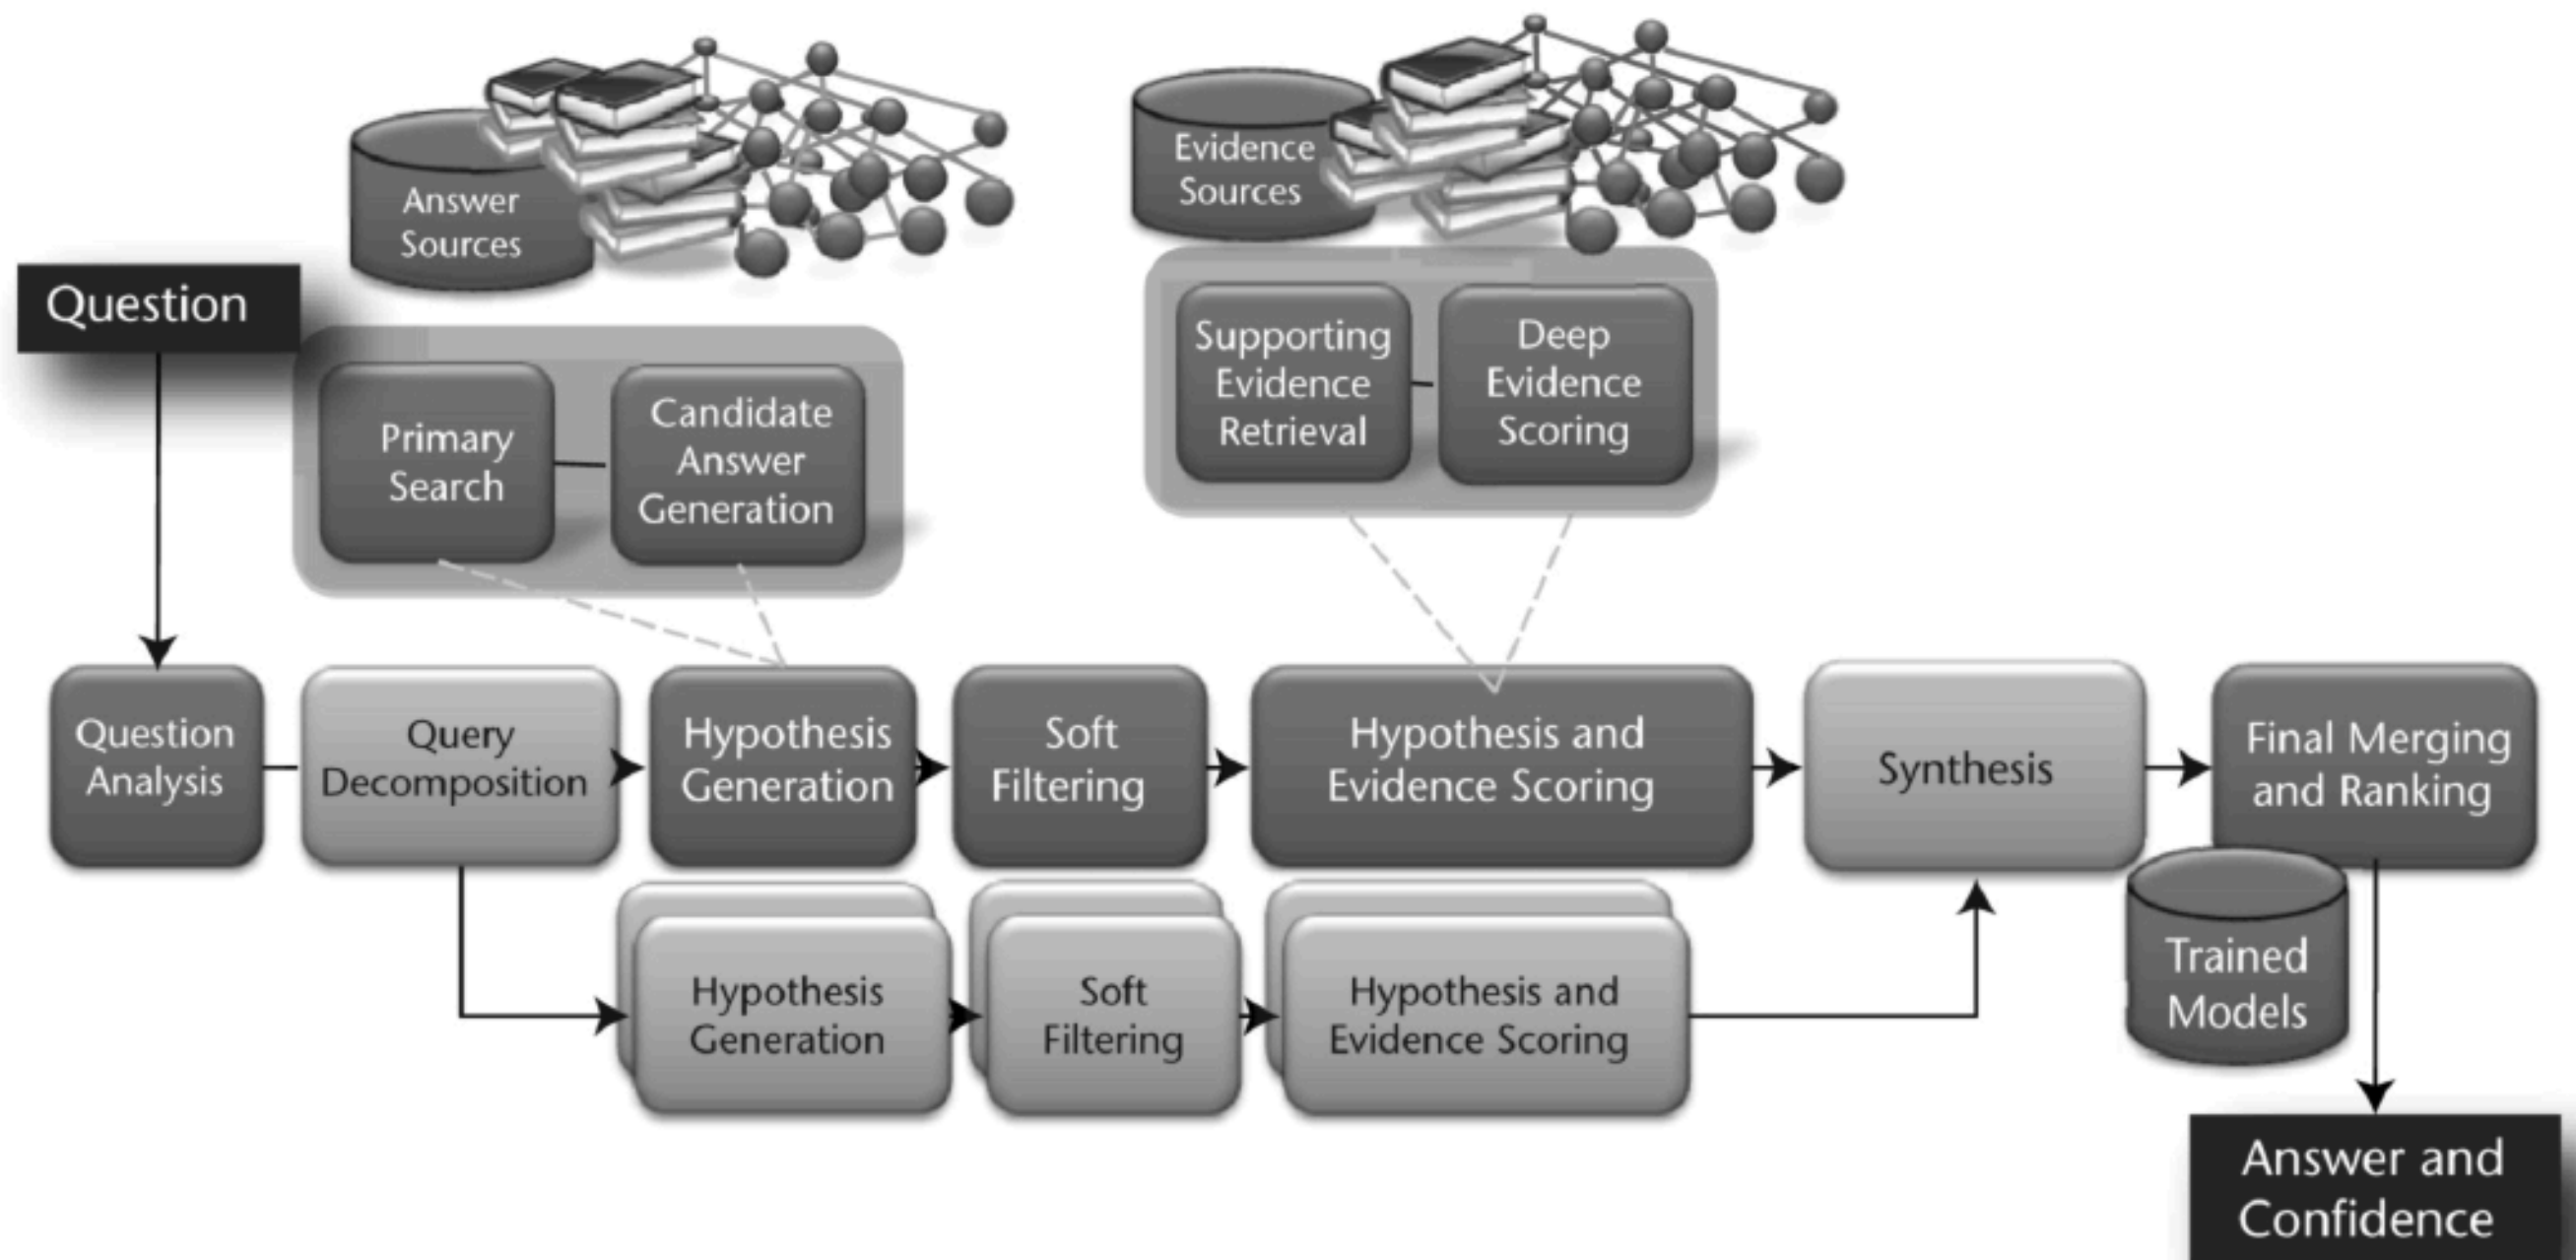 Answer
Sources
Evidence
Sources
Question
Primary
Search
Candidate
Answer
Generation
Supporting
Evidence
Retrieval
Deep
Evidence
Scoring
Question
Analysis
Query
Decomposition
Hypothesis
Generation
Soft
Filtering
Hypothesis and
Evidence Scoring
Synthesis
Final Merging
and Ranking
Hypothesis
Generation
Soft
Filtering
Hypothesis and
Evidence Scoring
Trained
Models
Answer and
Confidence